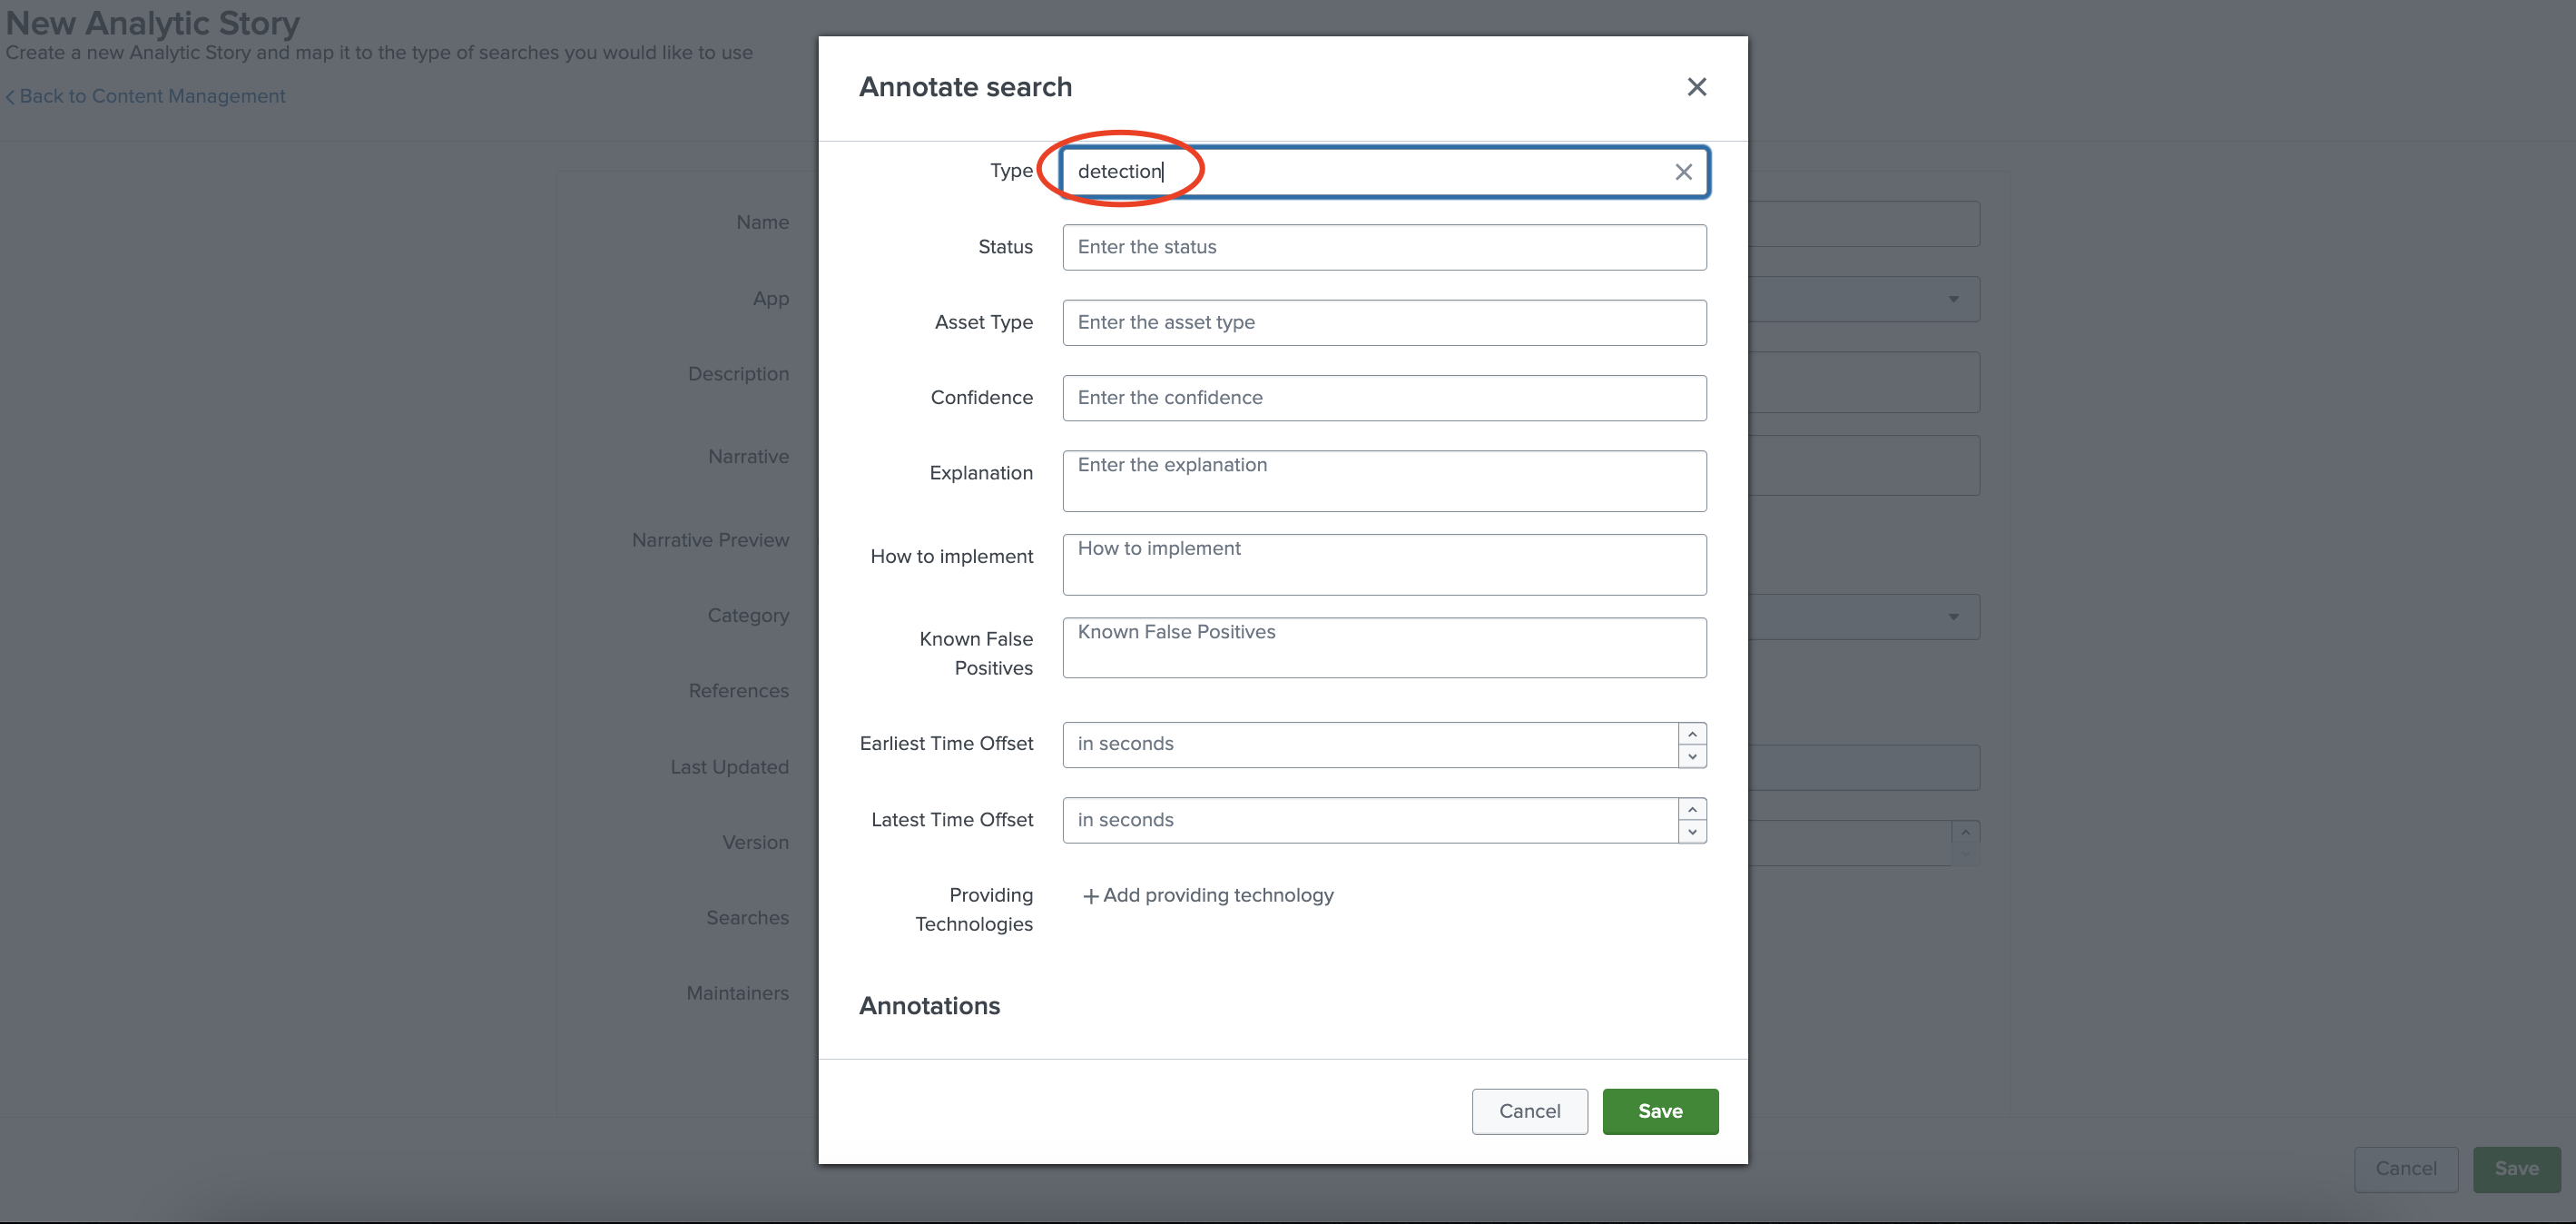 New Analytic Story
Create a new Analytic Story and map it to the type of searches you would like to use
Back to Content Management
Name
App
Description
Narrative
Narrative Preview
Category
References
Last Updated
Version
Searches
Maintainers
Annotate search
Type
detection
Status
Enter the status
Asset Type
Enter the asset type
Confidence
Enter the confidence
Explanation
Enter the explanation
How to implement
How to implement
Known False
Positives
Known False Positives
Earliest Time Offset
in seconds
Latest Time Offset
in seconds
Providing
Technologies
Add providing technology
Annotations
Cancel
Save
Cancel
Save